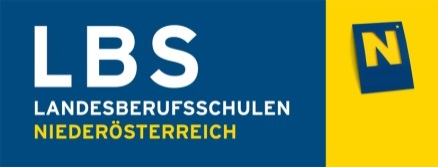 LBS
LANDESBERUFSSCHULEN
NIEDERÖSTERREICH
N